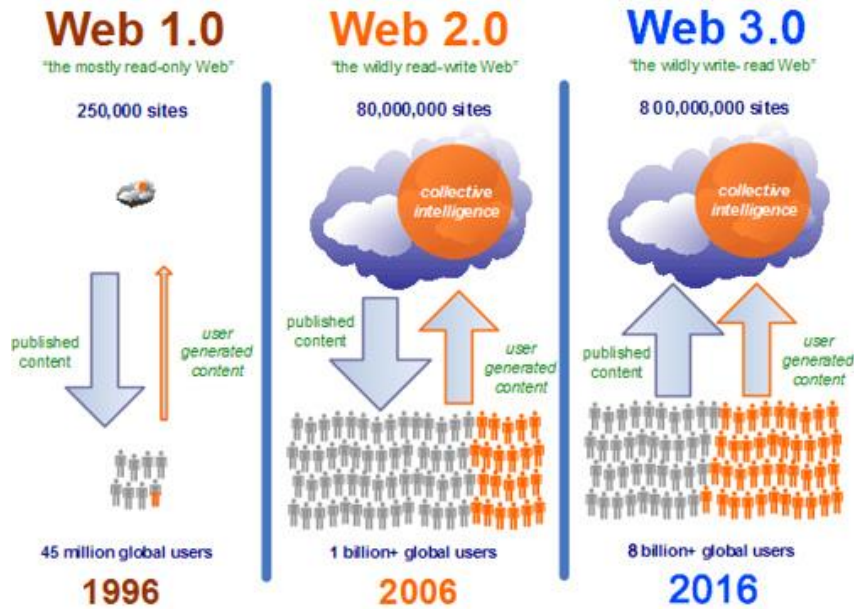 Web 1.0
"the mostly read-only Web"
250,000 sites
published
content
user
generated
content
45 million global users
1996
Web 2.0
"the wildly read-write Web"
80,000,000 sites
collective
intelligence
published
content
user
generated
content
1 billion+ global users
2006
Web 3.0
"the wildly write- read Web"
800,000,000 sites
collective
intelligence
published
content
user
generated
content
8 billion+ global users
2016